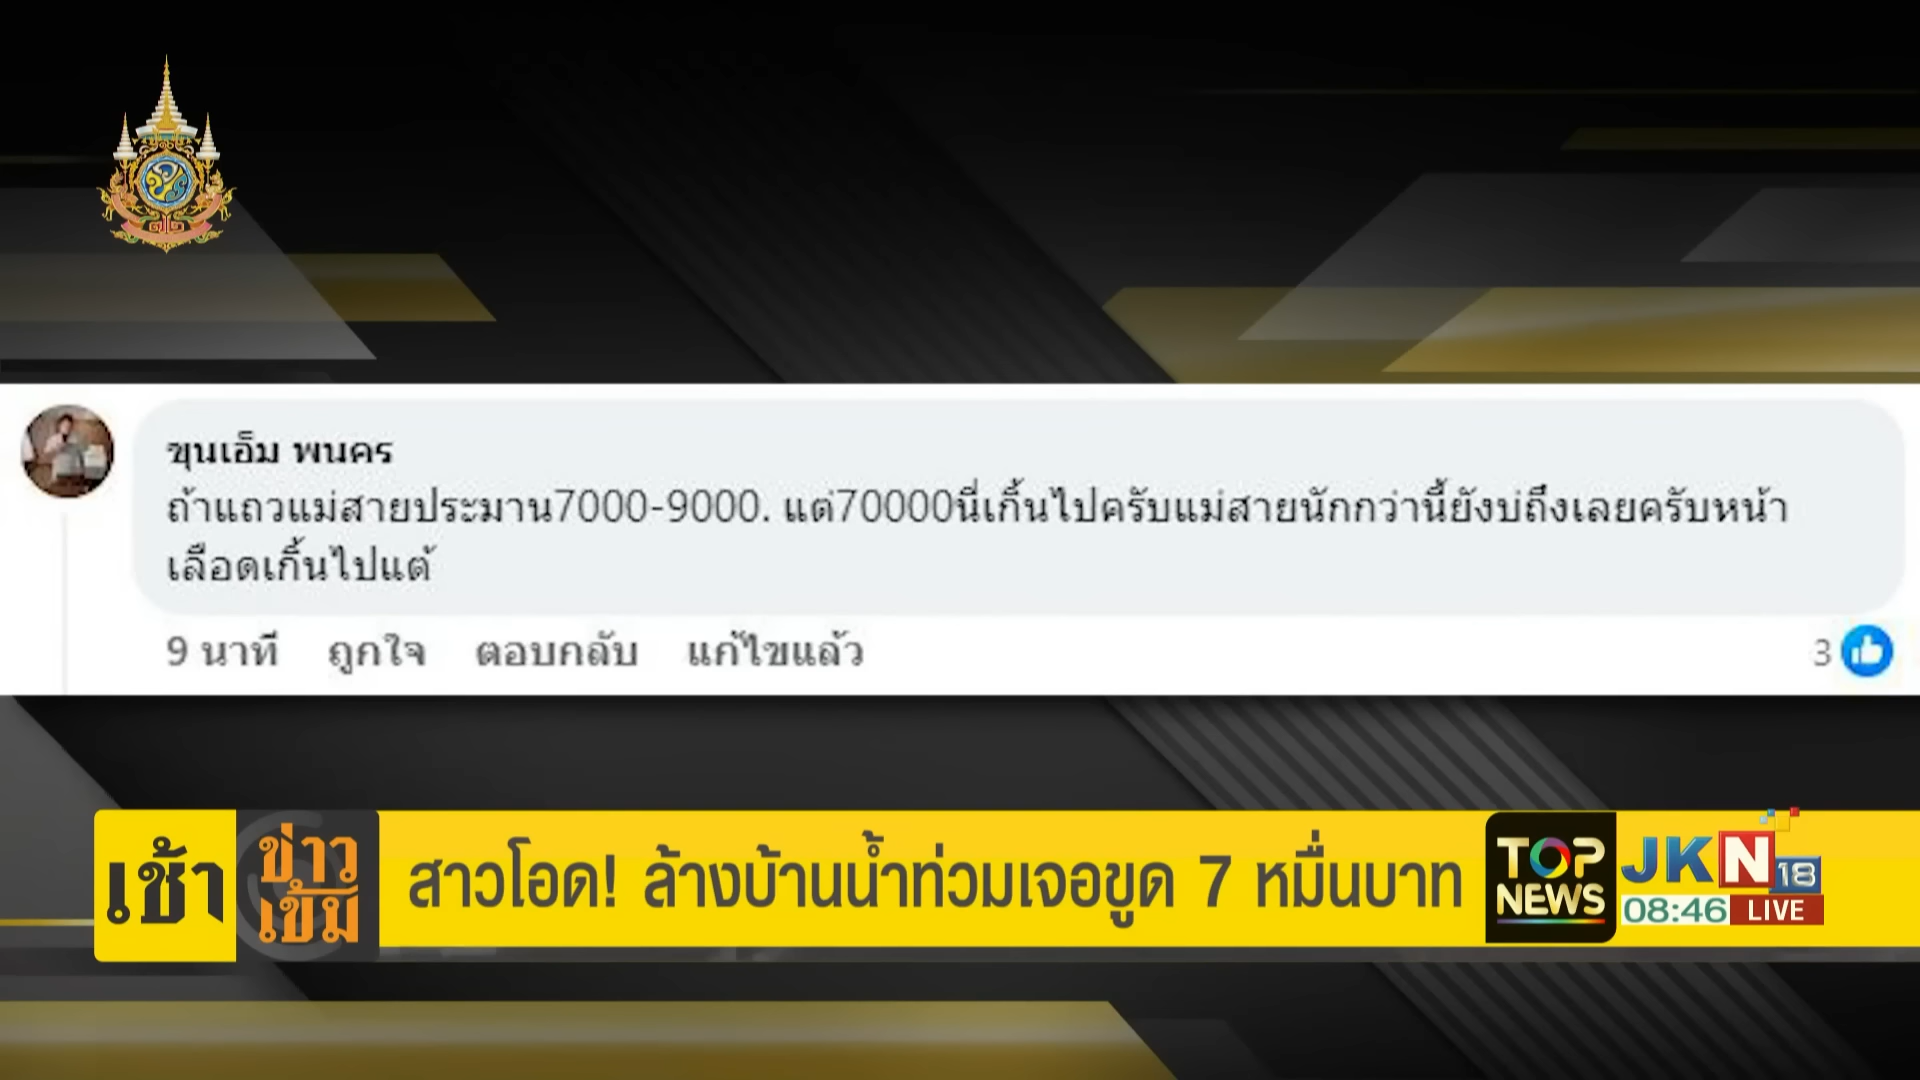 ขุนเอ็ม พนคร
ถ้าแถวแม่สายประมาน7000-9000. แต่70000นี่เกิ้นไปครับแม่สายนักกว่านี้ยังบ่ถึงเลยครับหน้า
เลือดเกิ้นไปแต้
9 นาที ถูกใจ ตอบกลับ แก้ไขแล้ว 3
เช้า ข่าว เข้ม
สาวโอด! ล้างบ้านน้ำท่วมเจอขูด 7 หมื่นบาท
TOP NEWS
JKN 18
08:46 LIVE